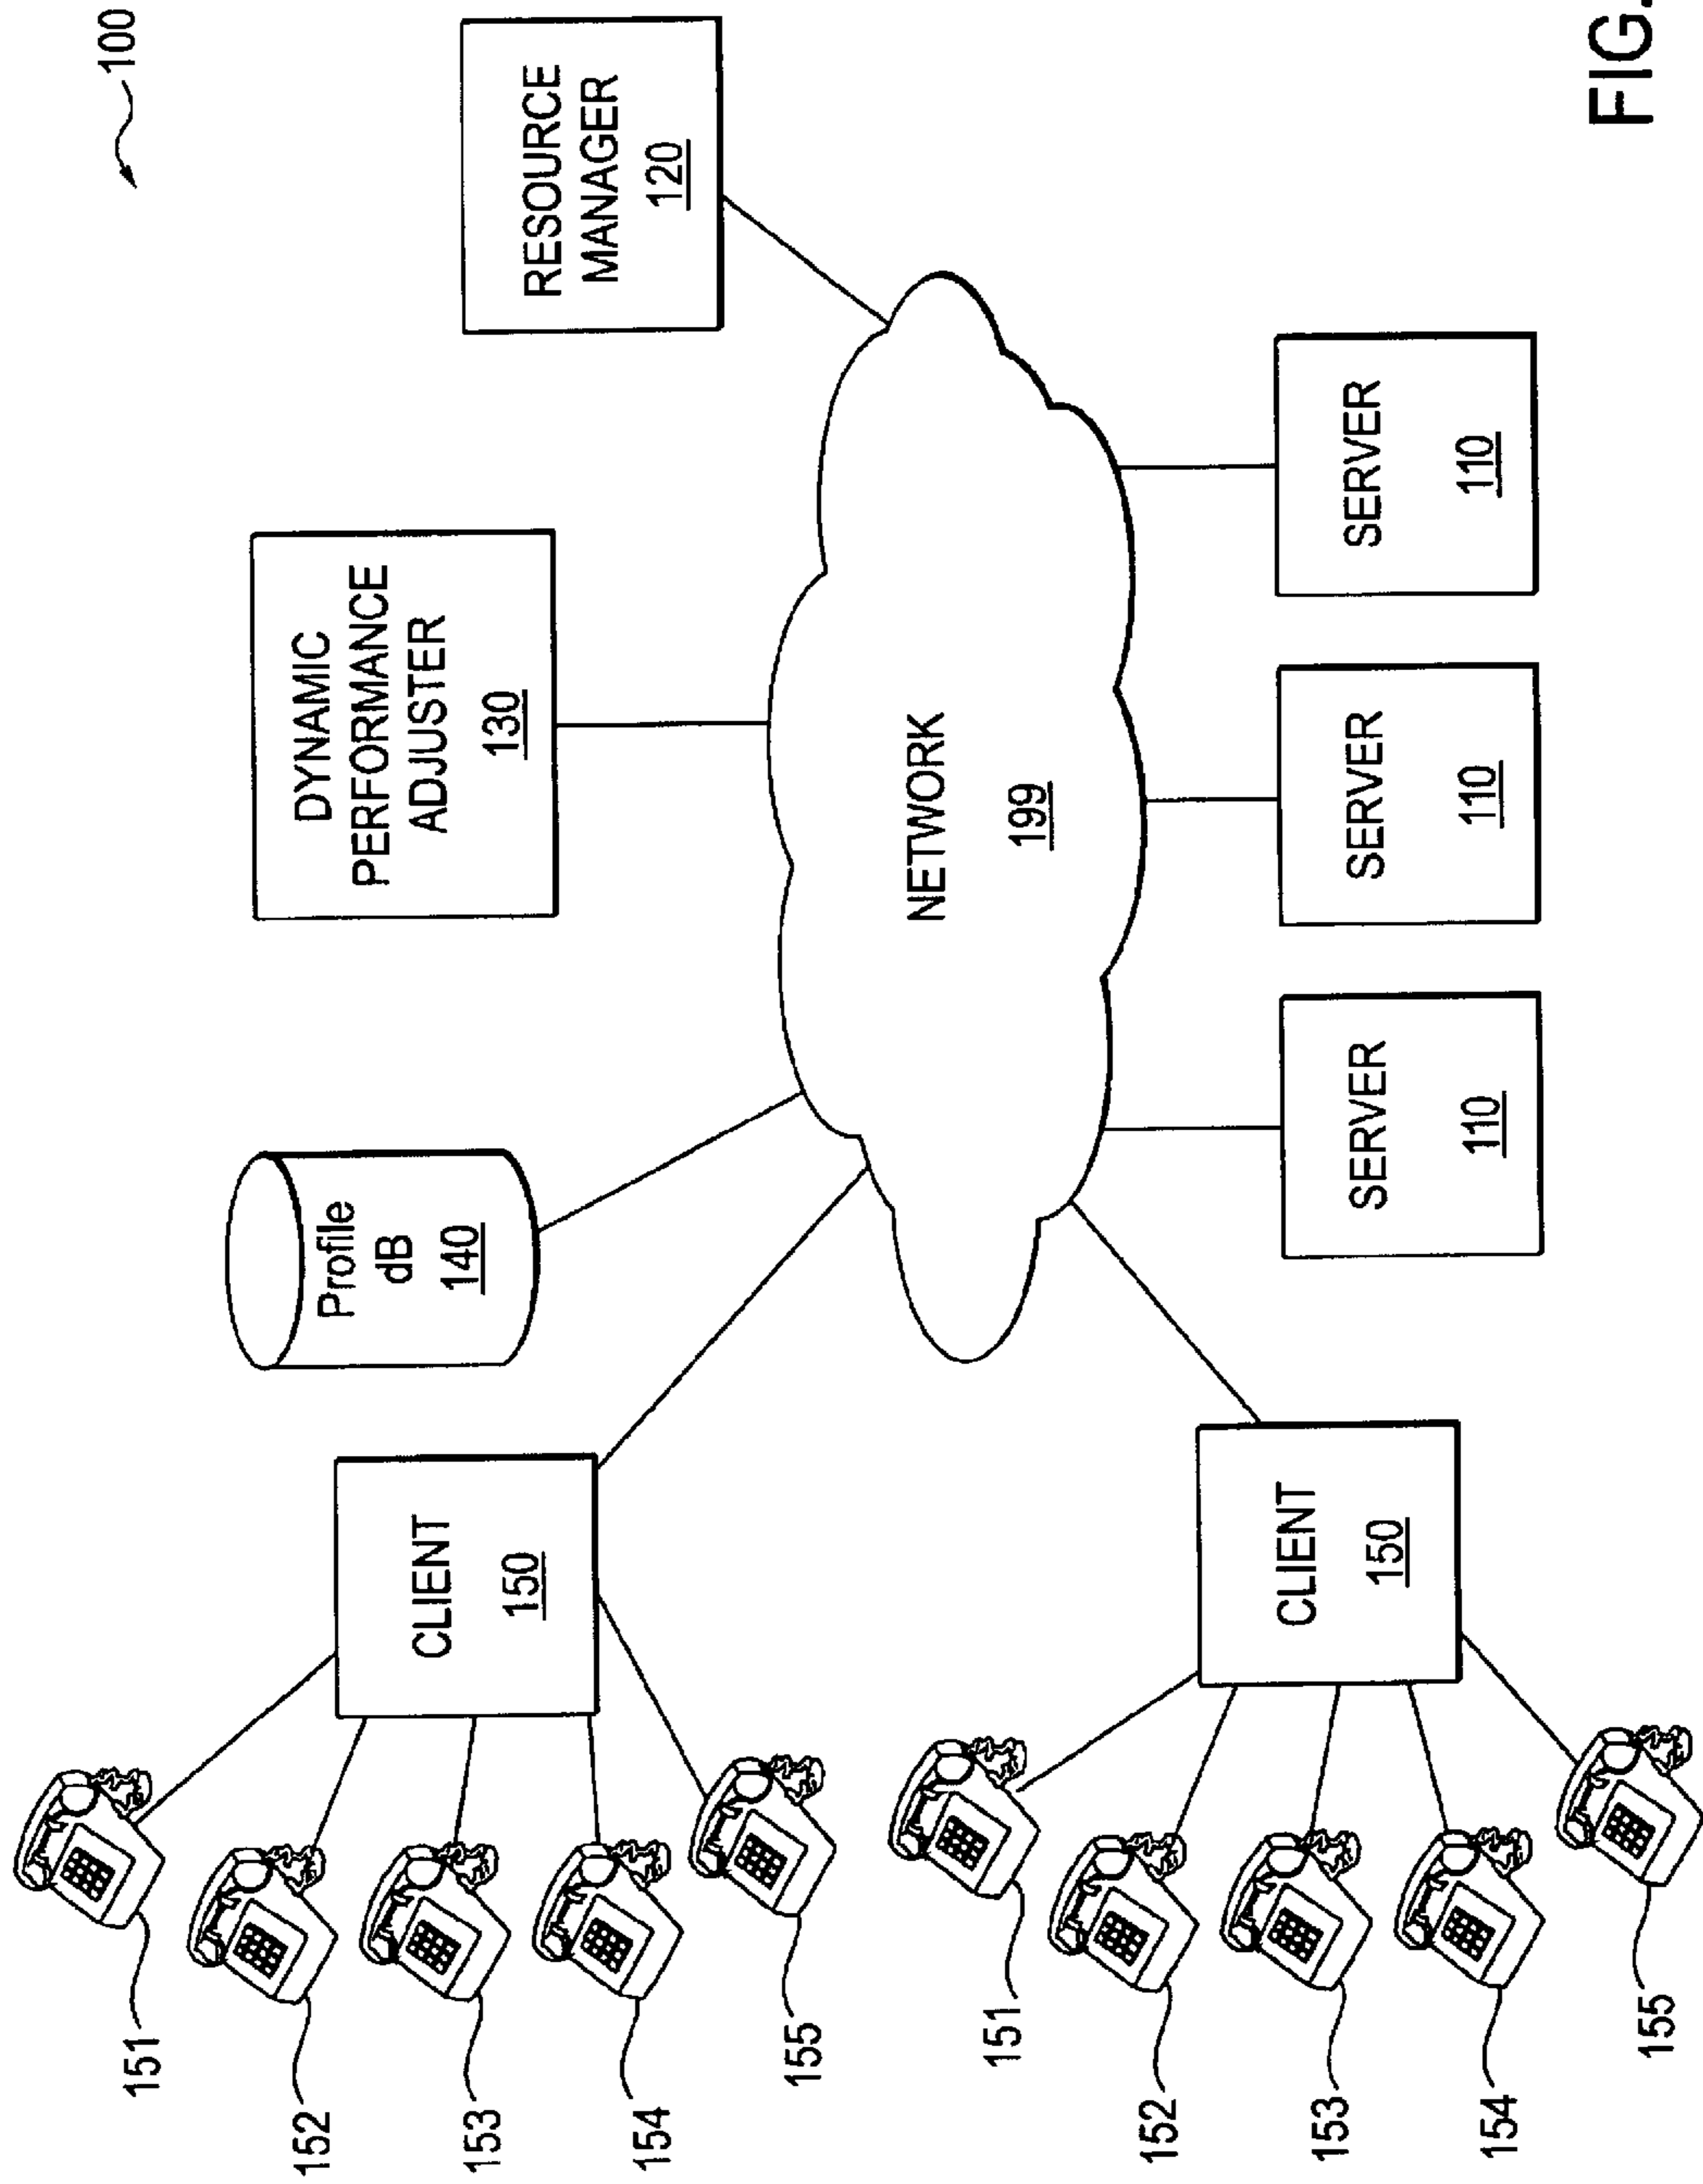 100
RESOURCE
MANAGER
120
DYNAMIC
PERFORMANCE
ADJUSTER
130
Profile
dB
140
CLIENT
150
151
152
153
154
155
NETWORK
199
SERVER
110
SERVER
110
SERVER
110
CLIENT
150
151
152
153
154
155
FIG.